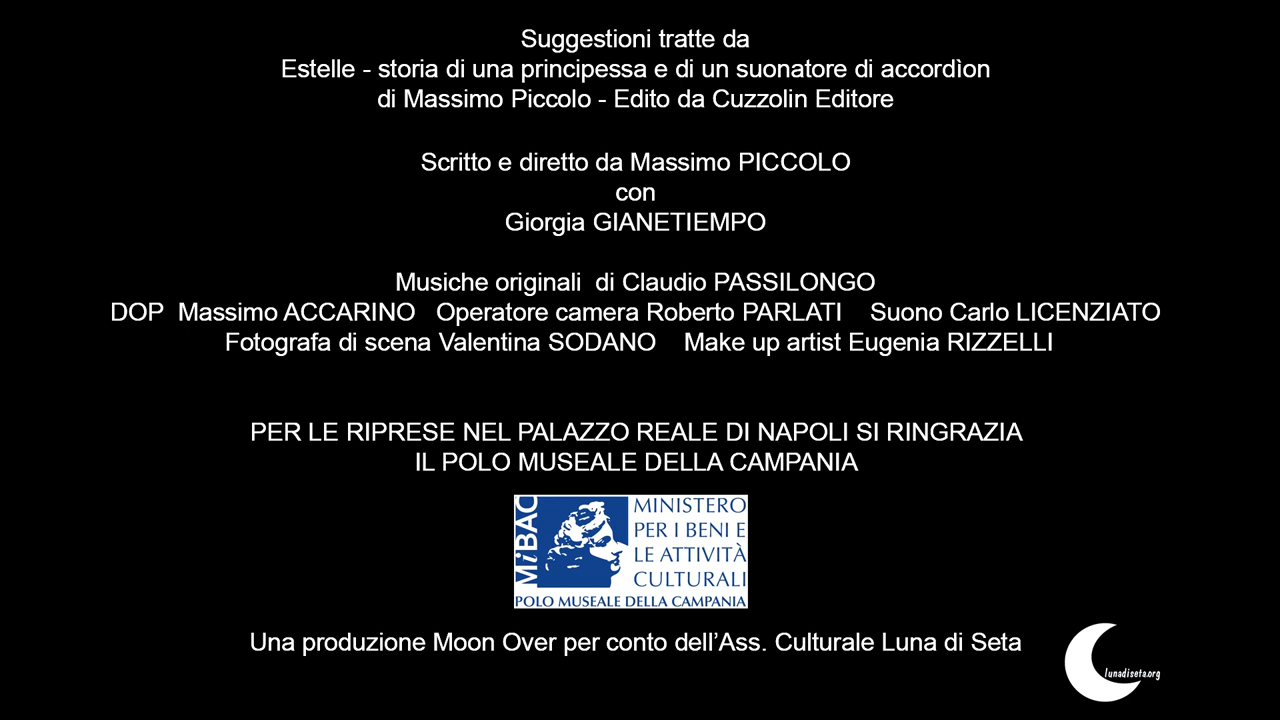 Suggestioni tratte da
Estelle - storia di una principessa e di un suonatore di accordìon
di Massimo Piccolo - Edito da Cuzzolin Editore
Scritto e diretto da Massimo PICCOLO
con
Giorgia GIANETIEMPO
Musiche originali  di Claudio PASSILONGO
DOP  Massimo ACCARINO   Operatore camera Roberto PARLATI    Suono Carlo LICENZIATO
Fotografa di scena Valentina SODANO    Make up artist Eugenia RIZZELLI
PER LE RIPRESE NEL PALAZZO REALE DI NAPOLI SI RINGRAZIA
IL POLO MUSEALE DELLA CAMPANIA
MiBAC
MINISTERO
PER I BENI E
LE ATTIVITÀ
CULTURALI
POLO MUSEALE DELLA CAMPANIA
Una produzione Moon Over per conto dell’Ass. Culturale Luna di Seta
lunadiseta.org